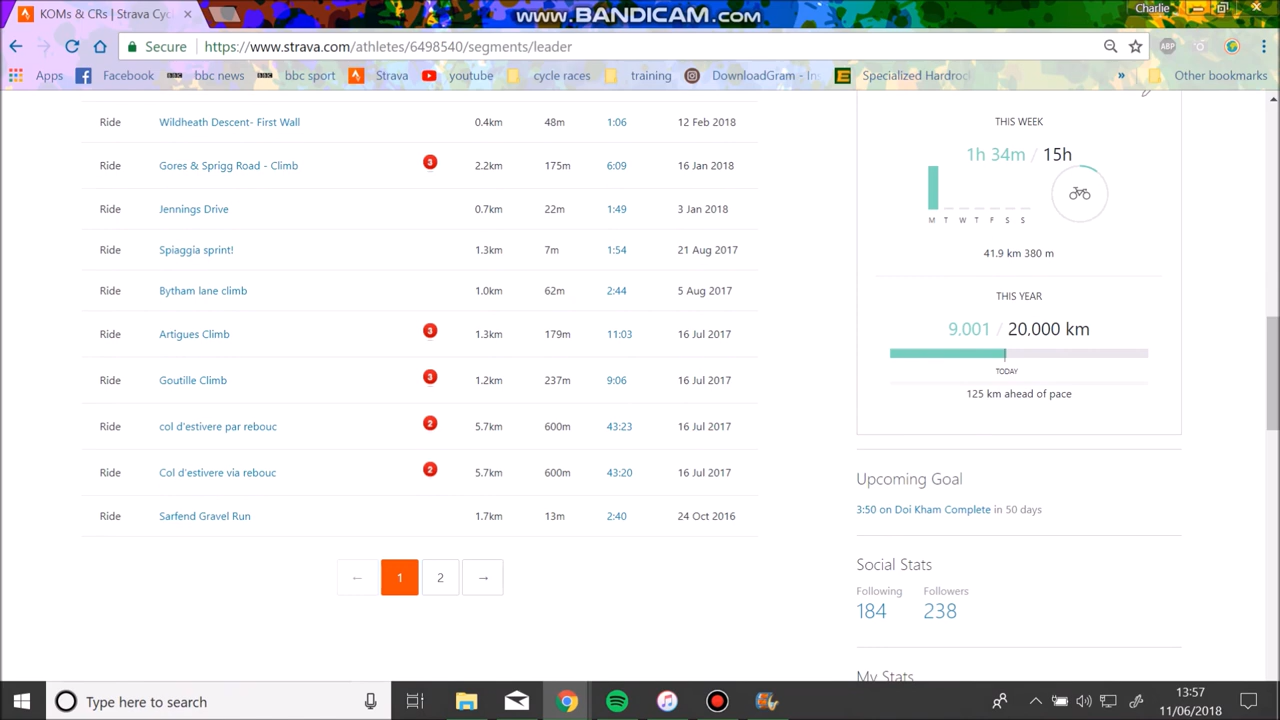 KOMs & CRs | Strava Cyc
www.BANDICAM.com
Charlie
Secure
https://www.strava.com/athletes/6498540/segments/leader
ABP
Apps Facebook bbc news bbc sport Strava youtube cycle races training DownloadGram - In Specialized Hardroc » Other bookmarks
Ride Wildheath Descent- First Wall 0.4km 48m 1:06 12 Feb 2018
Ride Gores & Sprigg Road - Climb 3 2.2km 175m 6:09 16 Jan 2018
Ride Jennings Drive 0.7km 22m 1:49 3 Jan 2018
Ride Spiaggia sprint! 1.3km 7m 1:54 21 Aug 2017
Ride Bytham lane climb 1.0km 62m 2:44 5 Aug 2017
Ride Artigues Climb 3 1.3km 179m 11:03 16 Jul 2017
Ride Goutille Climb 3 1.2km 237m 9:06 16 Jul 2017
Ride col d'estivere par rebouc 2 5.7km 600m 43:23 16 Jul 2017
Ride Col d'estivere via rebouc 2 5.7km 600m 43:20 16 Jul 2017
Ride Sarfend Gravel Run 1.7km 13m 2:40 24 Oct 2016
← 1 2 →
THIS WEEK
1h 34m / 15h
M T W T F S S
41.9 km 380 m
THIS YEAR
9,001 / 20,000 km
TODAY
125 km ahead of pace
Upcoming Goal
3:50 on Doi Kham Complete in 50 days
Social Stats
Following Followers
184 238
My Stats
Type here to search
13:57
11/06/2018